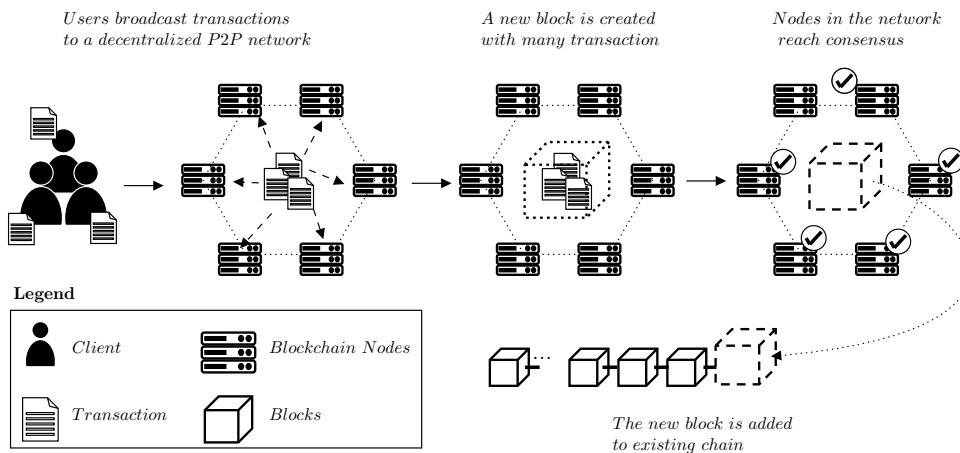 Users broadcast transactions
to a decentralized P2P network
A new block is created
with many transaction
Nodes in the network
reach consensus
Legend
Client
Blockchain Nodes
Transaction
Blocks
...
The new block is added
to existing chain